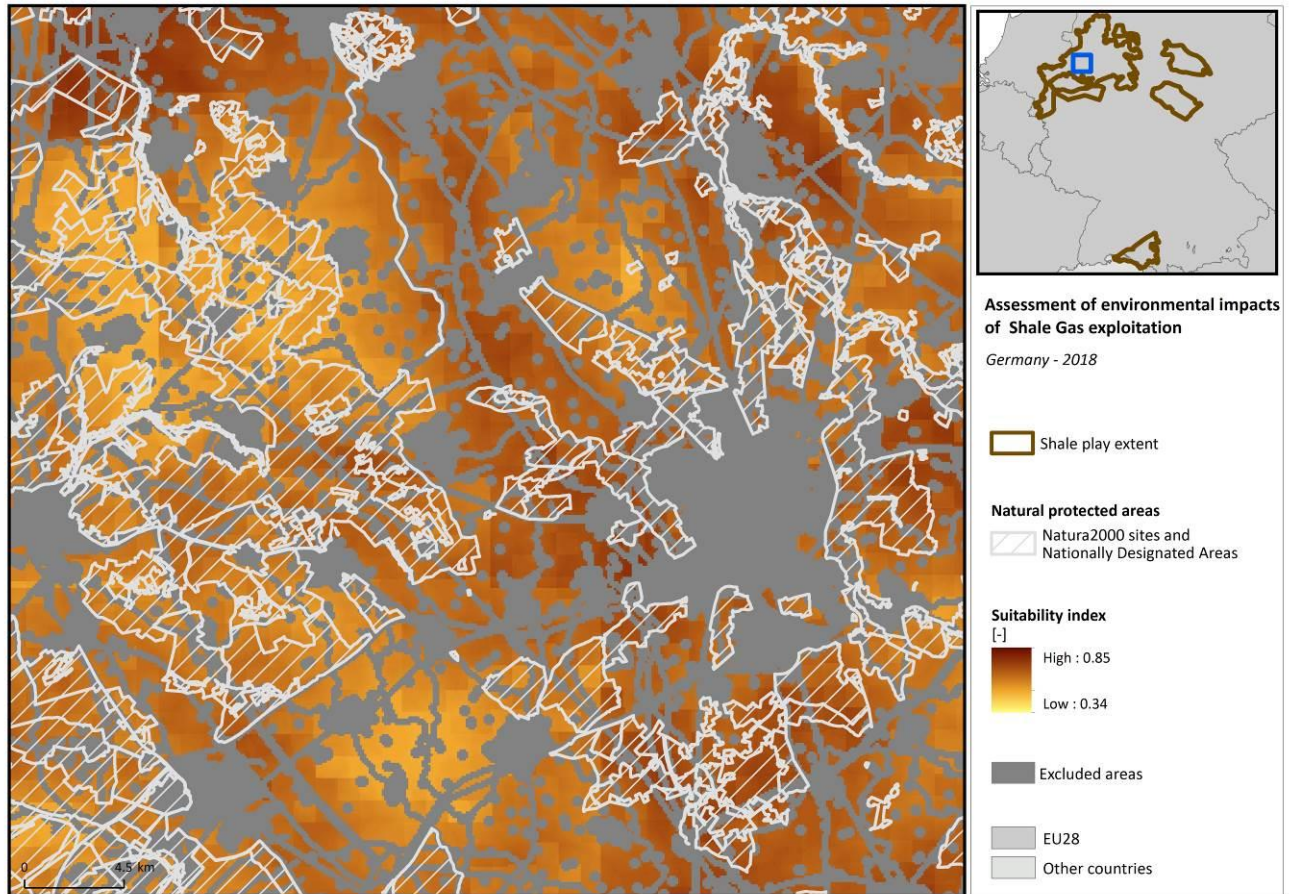 Assessment of environmental impacts
of Shale Gas exploitation
Germany - 2018
Shale play extent
Natural protected areas
Natura2000 sites and
Nationally Designated Areas
Suitability index
[-]
High : 0.85
Low : 0.34
Excluded areas
EU28
Other countries
0 4.5 km